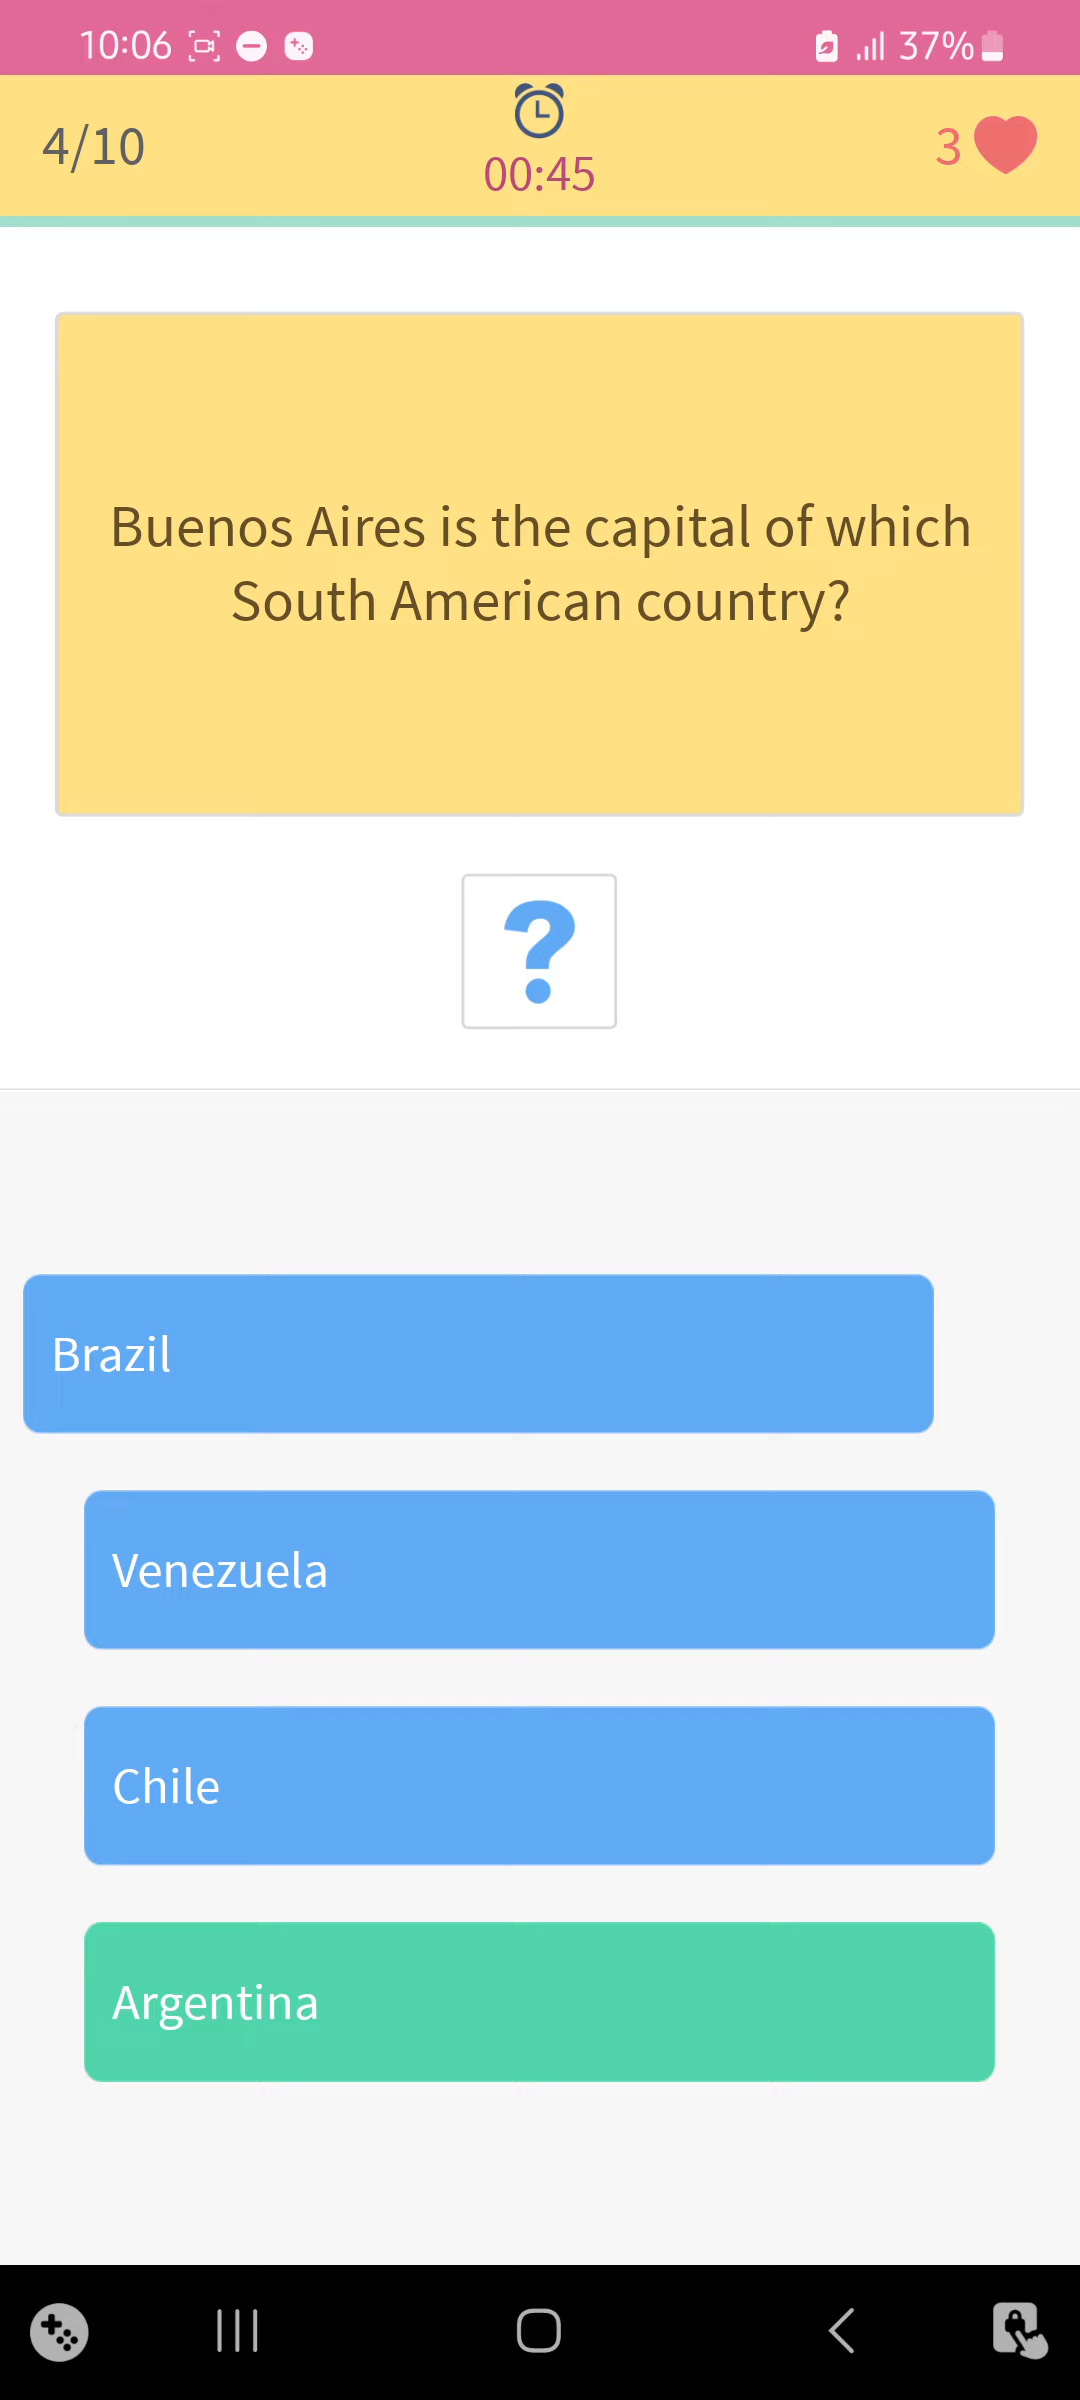 10:06
37%
4/10
00:45
3
Buenos Aires is the capital of which
South American country?
?
Brazil
Venezuela
Chile
Argentina